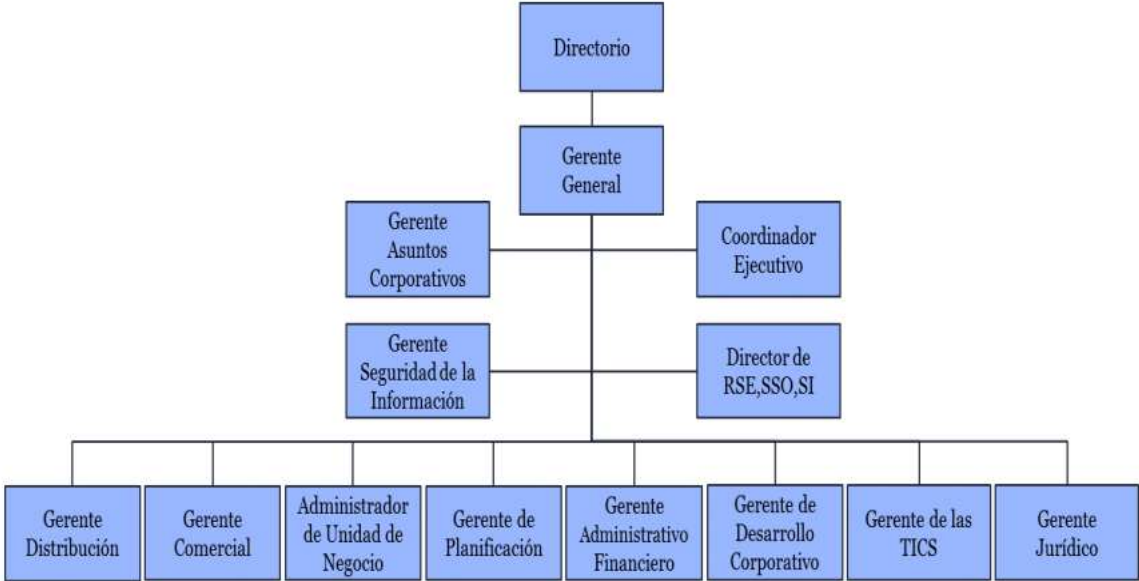 Directorio
Gerente
General
Gerente
Asuntos
Corporativos
Coordinador
Ejecutivo
Gerente
Seguridad de la
Información
Director de
RSE,SSO,SI
Gerente
Distribución
Gerente
Comercial
Administrador
de Unidad de
Negocio
Gerente de
Planificación
Gerente
Administrativo
Financiero
Gerente de
Desarrollo
Corporativo
Gerente de las
TICS
Gerente
Jurídico